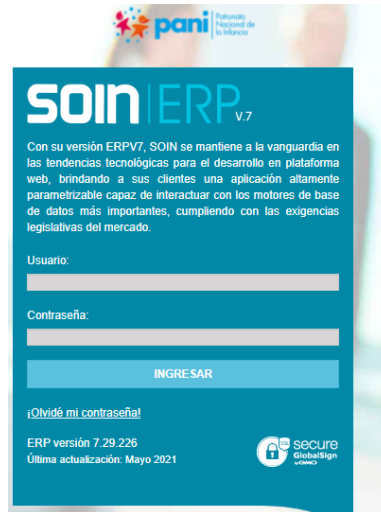 pani Patronato
Nacional de
la Infancia
SOIN ERP V.7
Con su versión ERPV7, SOIN se mantiene a la vanguardia en
las tendencias tecnológicas para el desarrollo en plataforma
web, brindando a sus clientes una aplicación altamente
parametrizable capaz de interactuar con los motores de base
de datos más importantes, cumpliendo con las exigencias
legislativas del mercado.
Usuario:
Contraseña:
INGRESAR
¡Olvidé mi contraseña!
ERP versión 7.29.226
Última actualización: Mayo 2021
SSL
secure
GlobalSign
by GMO